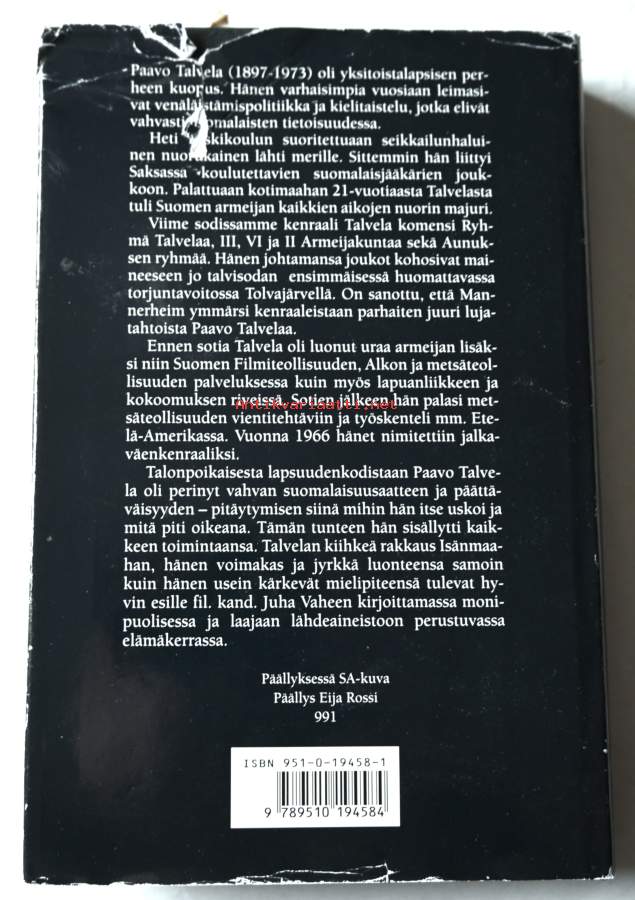 Paavo Talvela (1897-1973) oli yksitoistalapsisen per-
heen kuopus. Hänen varhaisimpia vuosiaan leimasi-
vat venäläistämispolitiikka ja kielitaistelu, jotka elivät
vahvasti suomalaisten tietoisuudessa.
Heti keskikoulun suoritettuaan seikkailunhalui-
nen nuorukainen lähti merille. Sittemmin hän liittyi
Saksassa koulutettavien suomalaisjääkärien jouk-
koon. Palattuaan kotimaahan 21-vuotiaasta Talvelasta
tuli Suomen armeijan kaikkien aikojen nuorin majuri.
Viime sodissamme kenraali Talvela komensi Ryh-
mä Talvelaa, III, VI ja II Armeijakuntaa sekä Aunuk-
sen ryhmää. Hänen johtamansa joukot kohosivat mai-
neeseen jo talvisodan ensimmäisessä huomattavassa
torjuntavoitossa Tolvajärvellä. On sanottu, että Man-
nerheim ymmärsi kenraaleistaan parhaiten juuri luja-
tahtoista Paavo Talvelaa.
Ennen sotia Talvela oli luonut uraa armeijan lisäk-
si niin Suomen Filmiteollisuuden, Alkon ja metsäteol-
lisuuden palveluksessa kuin myös lapuanliikkeen ja
kokoomuksen riveissä. Sotien jälkeen hän palasi met-
säteollisuuden vientitehtäviin ja työskenteli mm. Ete-
lä-Amerikassa. Vuonna 1966 hänet nimitettiin jalka-
väenkenraaliksi.
Talonpoikaisesta lapsuudenkodistaan Paavo Talve-
la oli perinyt vahvan suomalaisuusaatteen ja päättä-
väisyyden – pitäytymisen siinä mihin hän itse uskoi ja
mitä piti oikeana. Tämän tunteen hän sisällytti kaik-
keen toimintaansa. Talvelan kiihkeä rakkaus Isänmaa-
han, hänen voimakas ja jyrkkä luonteensa samoin
kuin hänen usein kärkevät mielipiteensä tulevat hy-
vin esille fil. kand. Juha Vaheen kirjoittamassa moni-
puolisessa ja laajaan lähdeaineistoon perustuvassa
elämäkerrassa.
Päällyksessä SA-kuva
Päällys Eija Rossi
991
ISBN 951-0-19458-1
9 789510 194584
Antikvariaatti.net